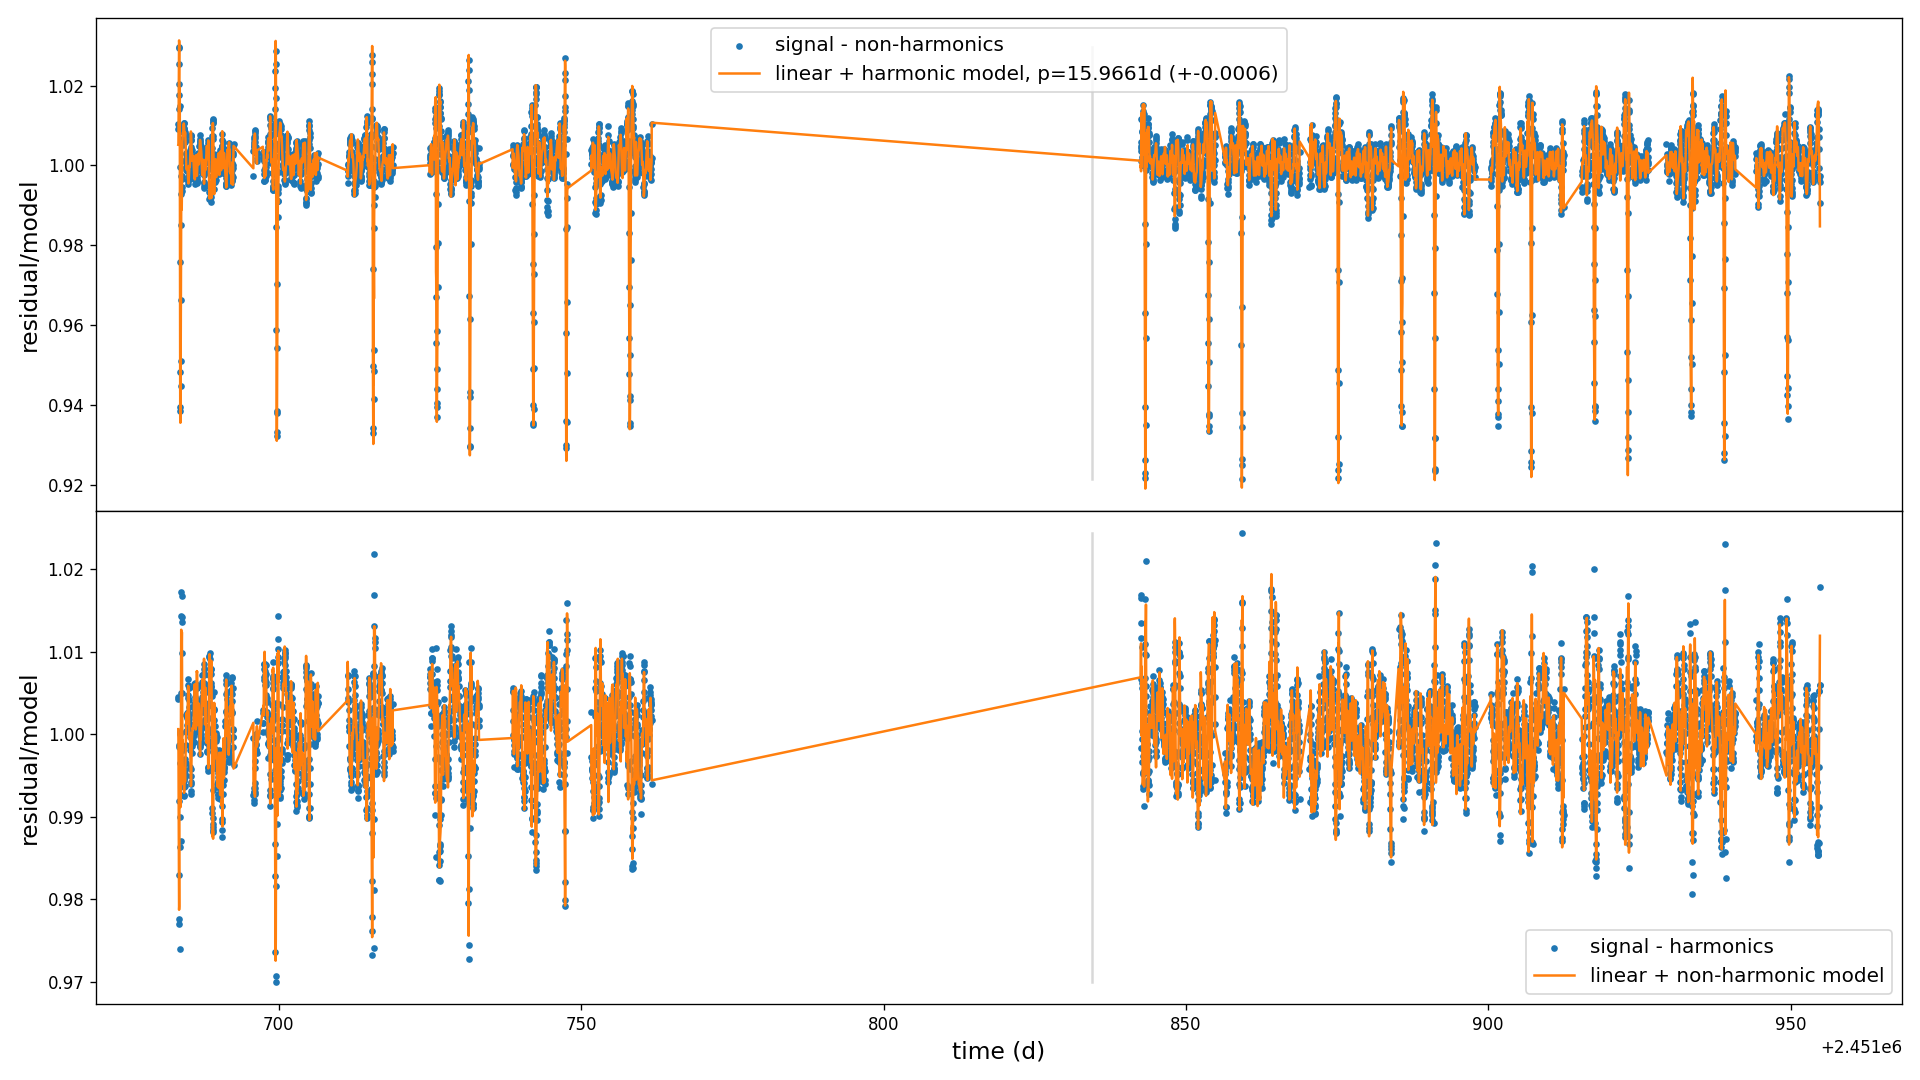 signal - non-harmonics
linear + harmonic model, p=15.9661d (+-0.0006)
residual/model
1.02
1.00
0.98
0.96
0.94
0.92
residual/model
1.02
1.01
1.00
0.99
0.98
0.97
signal - harmonics
linear + non-harmonic model
700 750 800 850 900 950
time (d)
+2.451e6